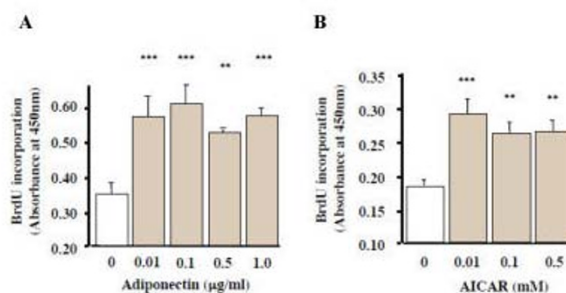 A
BrdU incorporation
(Absorbance at 450nm)
*** *** ** ***
0.60
0.50
0.40
0.30
0.20
0 0.01 0.1 0.5 1.0
Adiponectin (μg/ml)
B
BrdU incorporation
(Absorbance at 450nm)
*** ** **
0.35
0.30
0.25
0.20
0.15
0.10
0 0.01 0.1 0.5
AICAR (mM)